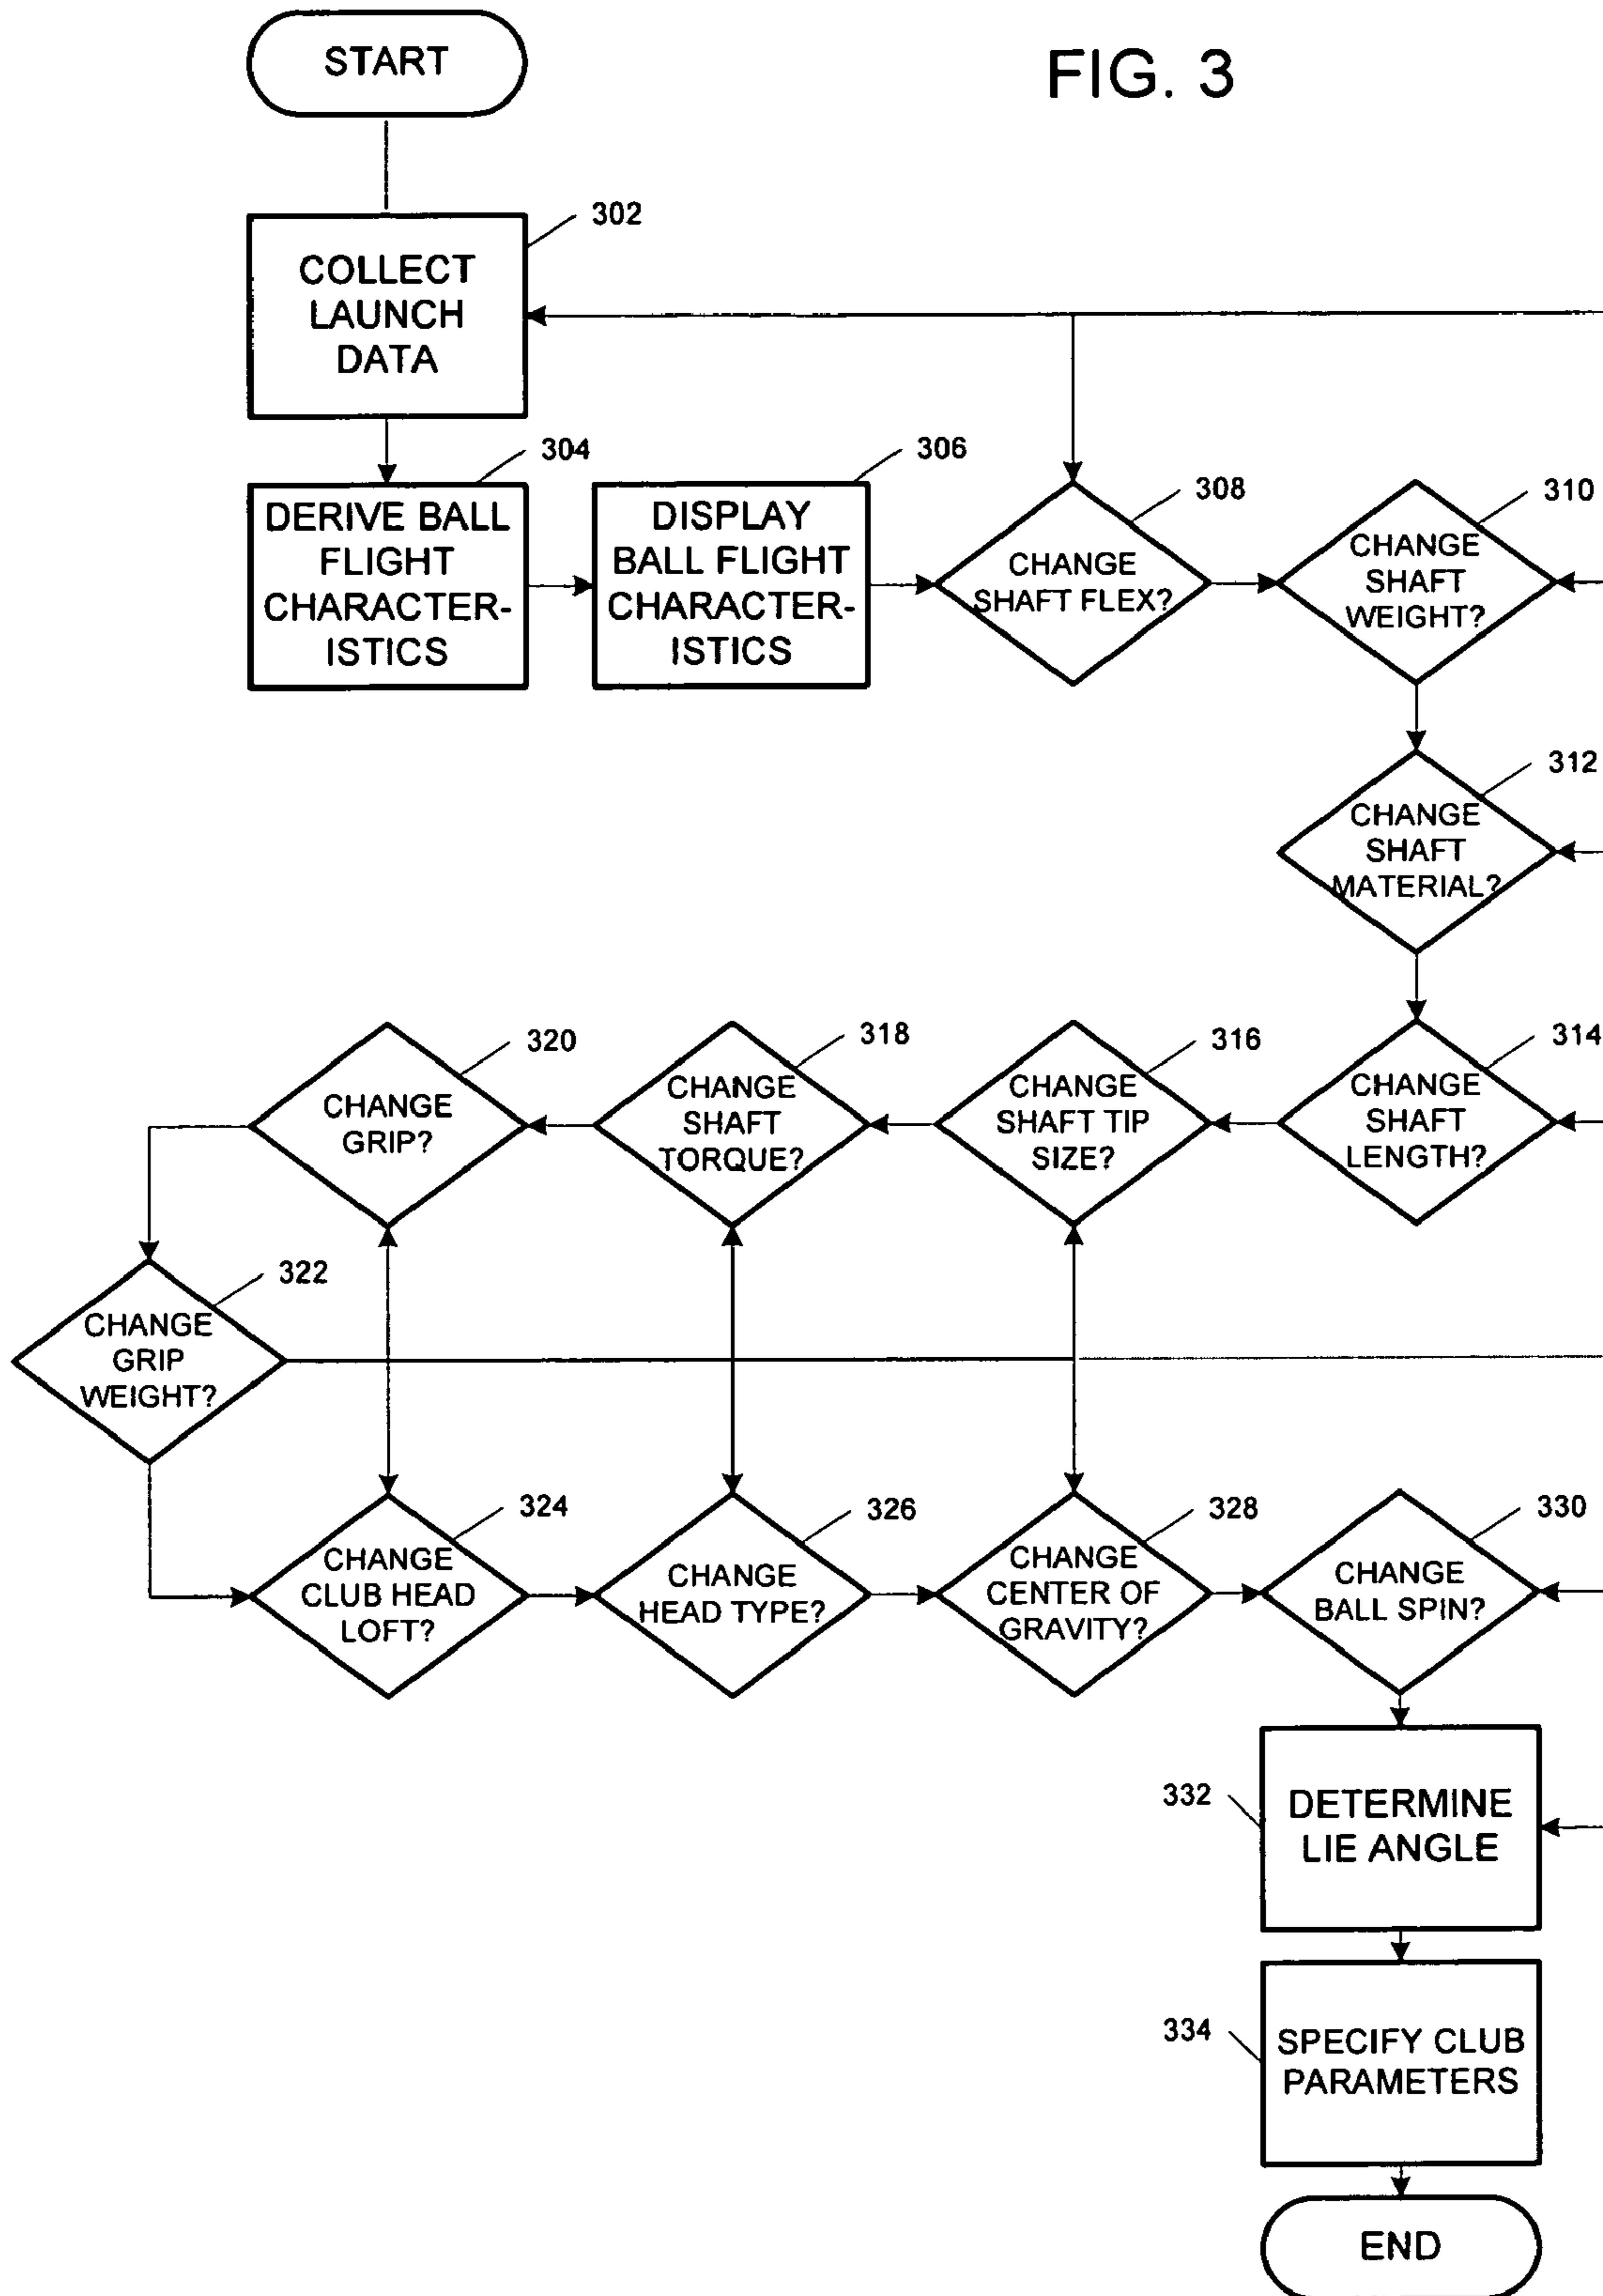 START
FIG. 3
302
COLLECT
LAUNCH
DATA
304
DERIVE BALL
FLIGHT
CHARACTER-
ISTICS
306
DISPLAY
BALL FLIGHT
CHARACTER-
ISTICS
308
CHANGE
SHAFT FLEX?
310
CHANGE
SHAFT
WEIGHT?
312
CHANGE
SHAFT
MATERIAL?
314
CHANGE
SHAFT
LENGTH?
316
CHANGE
SHAFT TIP
SIZE?
318
CHANGE
SHAFT
TORQUE?
320
CHANGE
GRIP?
322
CHANGE
GRIP
WEIGHT?
324
CHANGE
CLUB HEAD
LOFT?
326
CHANGE
HEAD TYPE?
328
CHANGE
CENTER OF
GRAVITY?
330
CHANGE
BALL SPIN?
332
DETERMINE
LIE ANGLE
334
SPECIFY CLUB
PARAMETERS
END